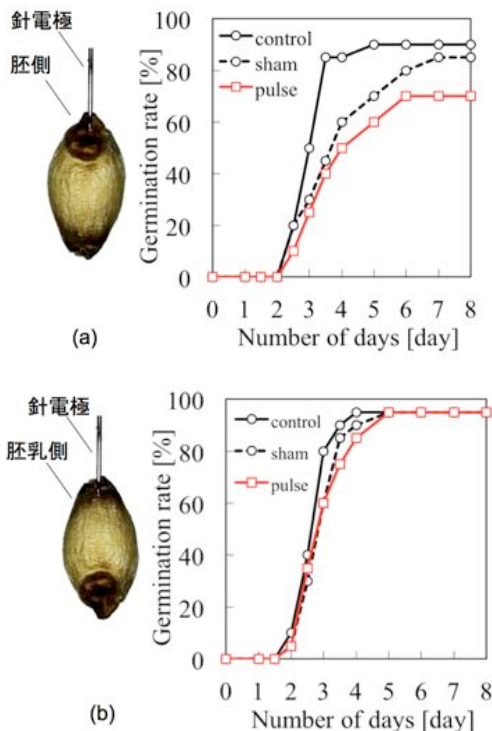 針電極
胚側
Germination rate [%]
100
80
60
40
20
0
control
sham
pulse
0 1 2 3 4 5 6 7 8
Number of days [day]
(a)
針電極
胚乳側
Germination rate [%]
100
80
60
40
20
0
control
sham
pulse
0 1 2 3 4 5 6 7 8
Number of days [day]
(b)